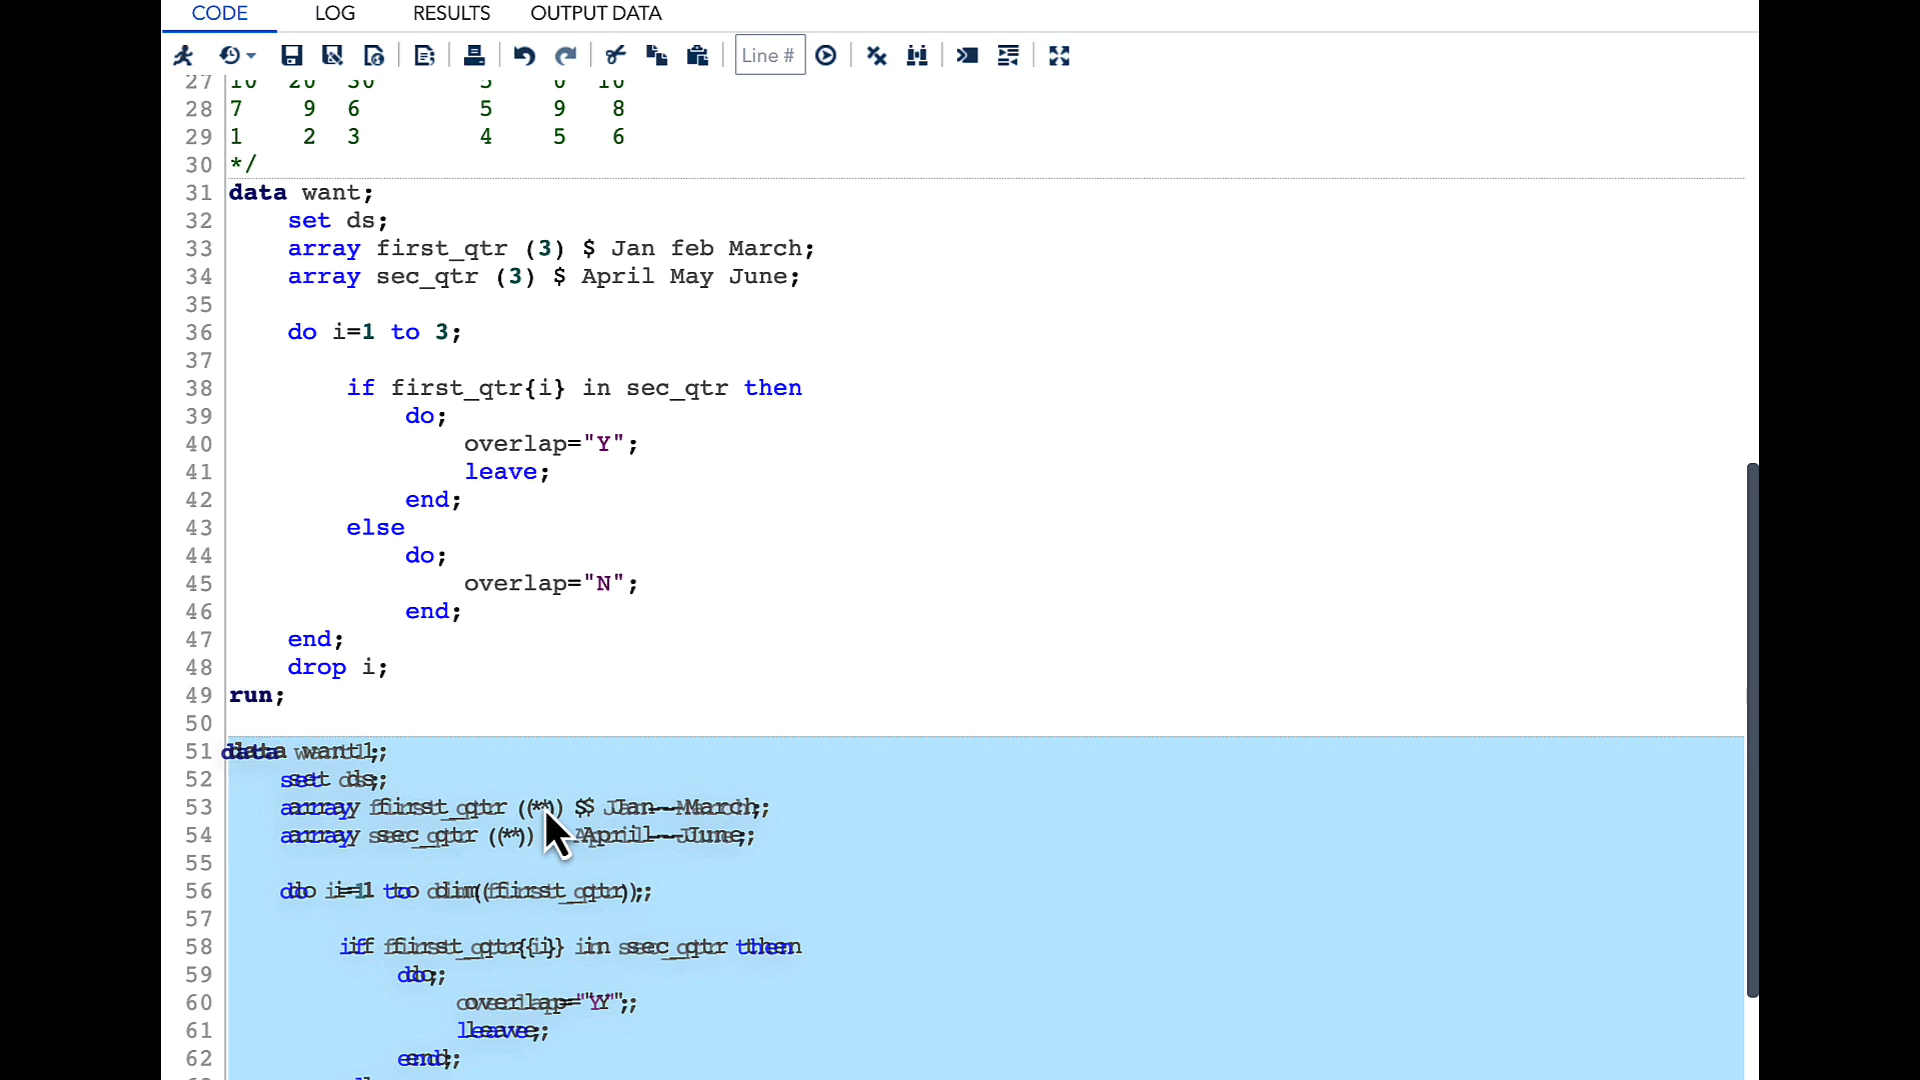 CODE LOG RESULTS OUTPUT DATA
Line #
27 10 20 30 5 0 10
28 7 9 6 5 9 8
29 1 2 3 4 5 6
30 */
31 data want;
32 set ds;
33 array first_qtr (3) $ Jan feb March;
34 array sec_qtr (3) $ April May June;
35
36 do i=1 to 3;
37
38 if first_qtr{i} in sec_qtr then
39 do;
40 overlap="Y";
41 leave;
42 end;
43 else
44 do;
45 overlap="N";
46 end;
47 end;
48 drop i;
49 run;
50
51 data want1;
52 set ds;
53 array first_qtr (*) $ Jan--March;
54 array sec_qtr (*) April--June;
55
56 do i=1 to dim(first_qtr);
57
58 if first_qtr{i} in sec_qtr then
59 do;
60 overlap="Y";
61 leave;
62 end;